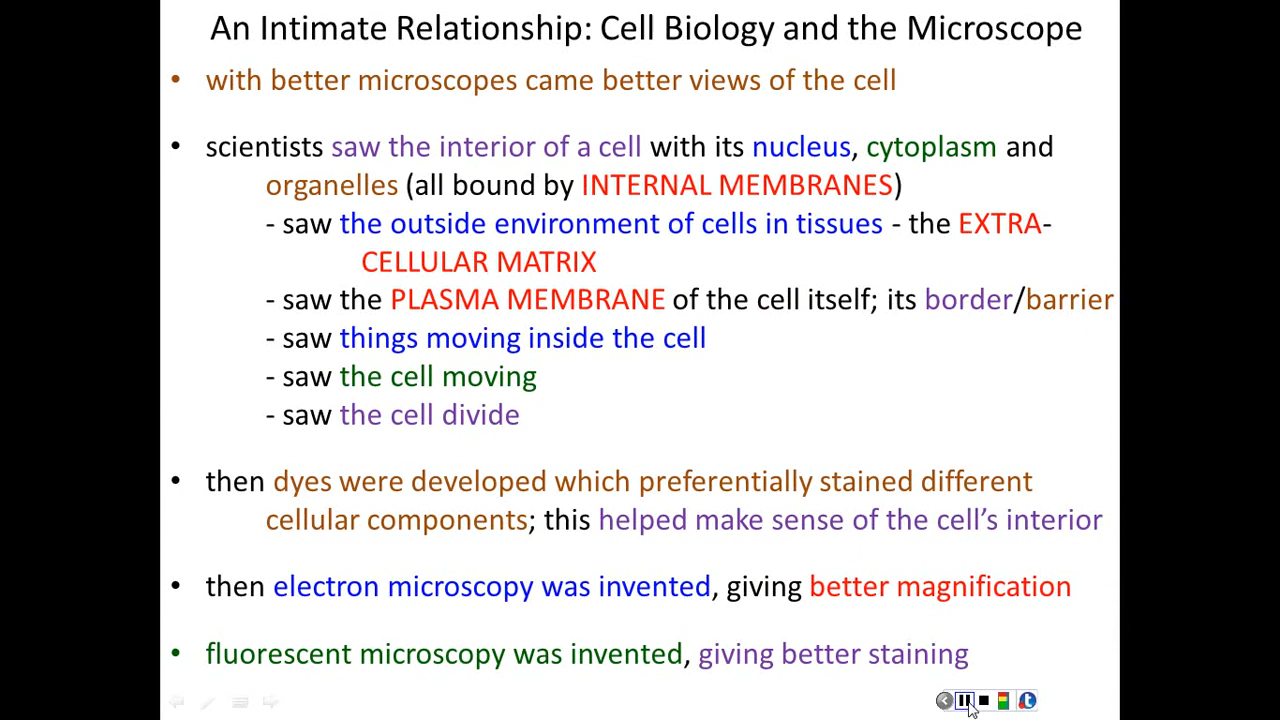 An Intimate Relationship: Cell Biology and the Microscope
• with better microscopes came better views of the cell
• scientists saw the interior of a cell with its nucleus, cytoplasm and
organelles (all bound by INTERNAL MEMBRANES)
- saw the outside environment of cells in tissues - the EXTRA-
CELLULAR MATRIX
- saw the PLASMA MEMBRANE of the cell itself; its border/barrier
- saw things moving inside the cell
- saw the cell moving
- saw the cell divide
• then dyes were developed which preferentially stained different
cellular components; this helped make sense of the cell’s interior
• then electron microscopy was invented, giving better magnification
• fluorescent microscopy was invented, giving better staining